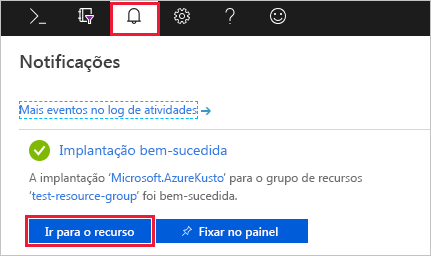 Notificações
Mais eventos no log de atividades →
Implantação bem-sucedida
A implantação ‘Microsoft.AzureKusto’ para o grupo de recursos
‘test-resource-group’ foi bem-sucedida.
Ir para o recurso
Fixar no painel